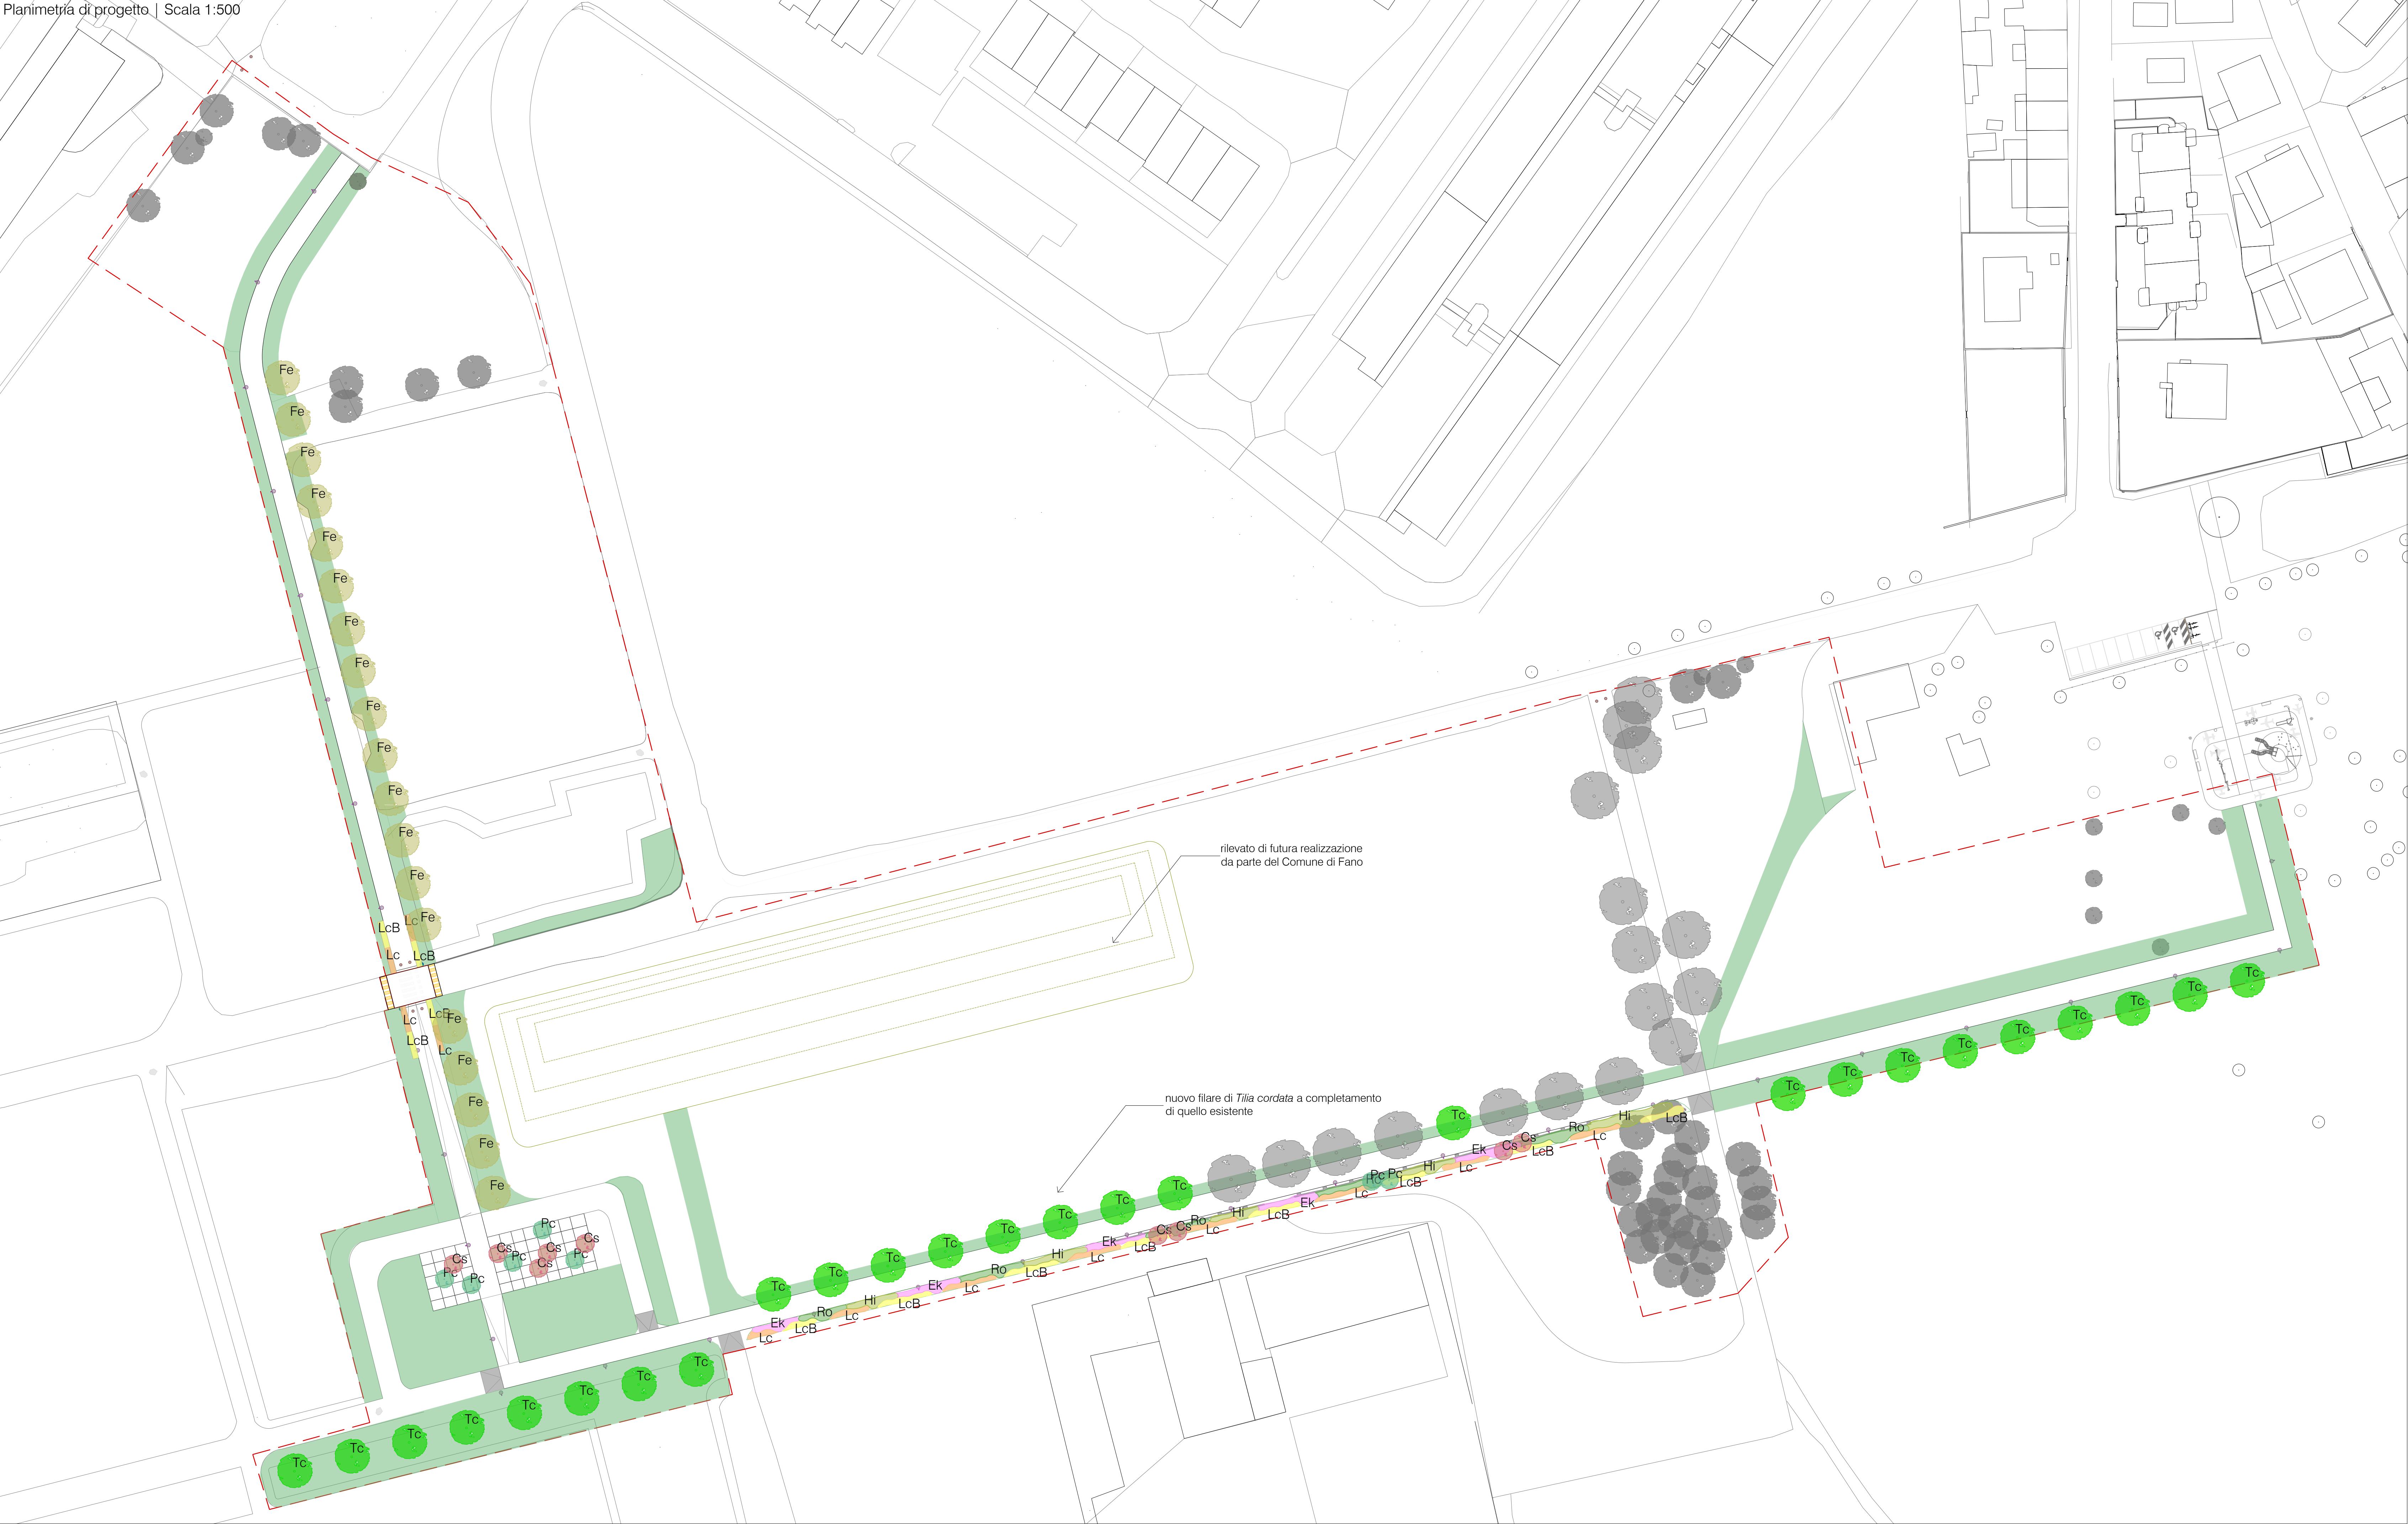 Planimetria di progetto | Scala 1:500
Fe
Fe
Fe
Fe
Fe
Fe
Fe
Fe
Fe
Fe
Fe
Fe
Fe
Lc Fe
LcB
Lc LcB
rilevato di futura realizzazione
da parte del Comune di Fano
Lc LcB Fe
LcB Lc
Fe
Fe
Fe
Fe
nuovo filare di Tilia cordata a completamento
di quello esistente
Tc Tc Tc Tc Tc Tc Tc Tc Tc
Pc
Cs Cs Pc Cs Cs Pc Cs
Pc Pc
Tc Tc Tc Tc Tc Tc Tc Tc
Tc
Ek Ro Hi Ek Ro Hi Ek Cs Cs Ro Hi Ek Pc Pc Hi Ek Cs Cs Ro Hi
Lc LcB Lc LcB Lc LcB Lc LcB Lc LcB Lc LcB Lc LcB Lc LcB
Tc Tc Tc Tc Tc Tc Tc Tc